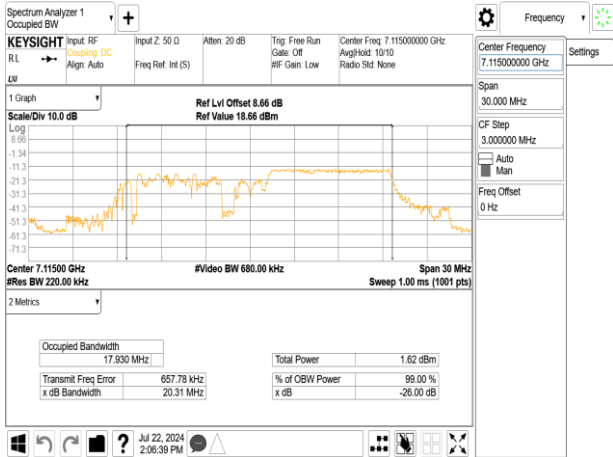 Spectrum Analyzer 1
Occupied BW
Frequency
KEYSIGHT
Input: RF
Input Z: 50 Ω
Atten: 20 dB
Trig: Free Run
Center Freq: 7.115000000 GHz
RL
Coupling: DC
Gate: Off
Avg|Hold: 10/10
Align: Auto
Freq Ref: Int (S)
#IF Gain: Low
Radio Std: None
LXI
Center Frequency
7.115000000 GHz
Settings
Span
30.000 MHz
CF Step
3.000000 MHz
Auto
Man
Freq Offset
0 Hz
1 Graph
Ref Lvl Offset 8.66 dB
Scale/Div 10.0 dB
Ref Value 18.66 dBm
Log
8.66
-1.34
-11.3
-21.3
-31.3
-41.3
-51.3
-61.3
-71.3
Center 7.11500 GHz
#Video BW 680.00 kHz
Span 30 MHz
#Res BW 220.00 kHz
Sweep 1.00 ms (1001 pts)
2 Metrics
Occupied Bandwidth
17.930 MHz
Total Power
1.62 dBm
Transmit Freq Error
657.78 kHz
% of OBW Power
99.00 %
x dB Bandwidth
20.31 MHz
x dB
-26.00 dB
?
Jul 22, 2024
2:06:39 PM